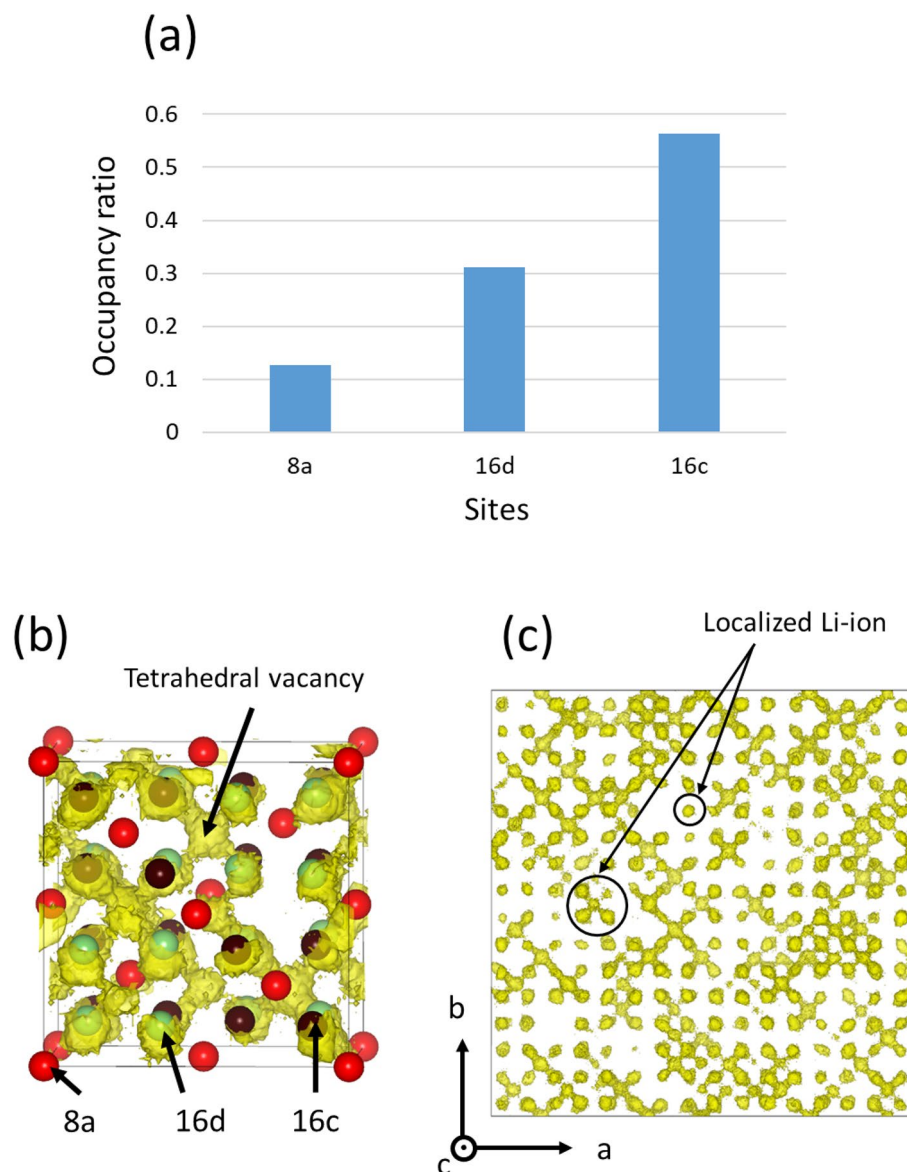 (a)
0.6
0.5
0.4
0.3
0.2
0.1
0
Occupancy ratio
8a
16d
16c
Sites
(b)
Tetrahedral vacancy
8a
16d
16c
(c)
Localized Li-ion
b
a
c